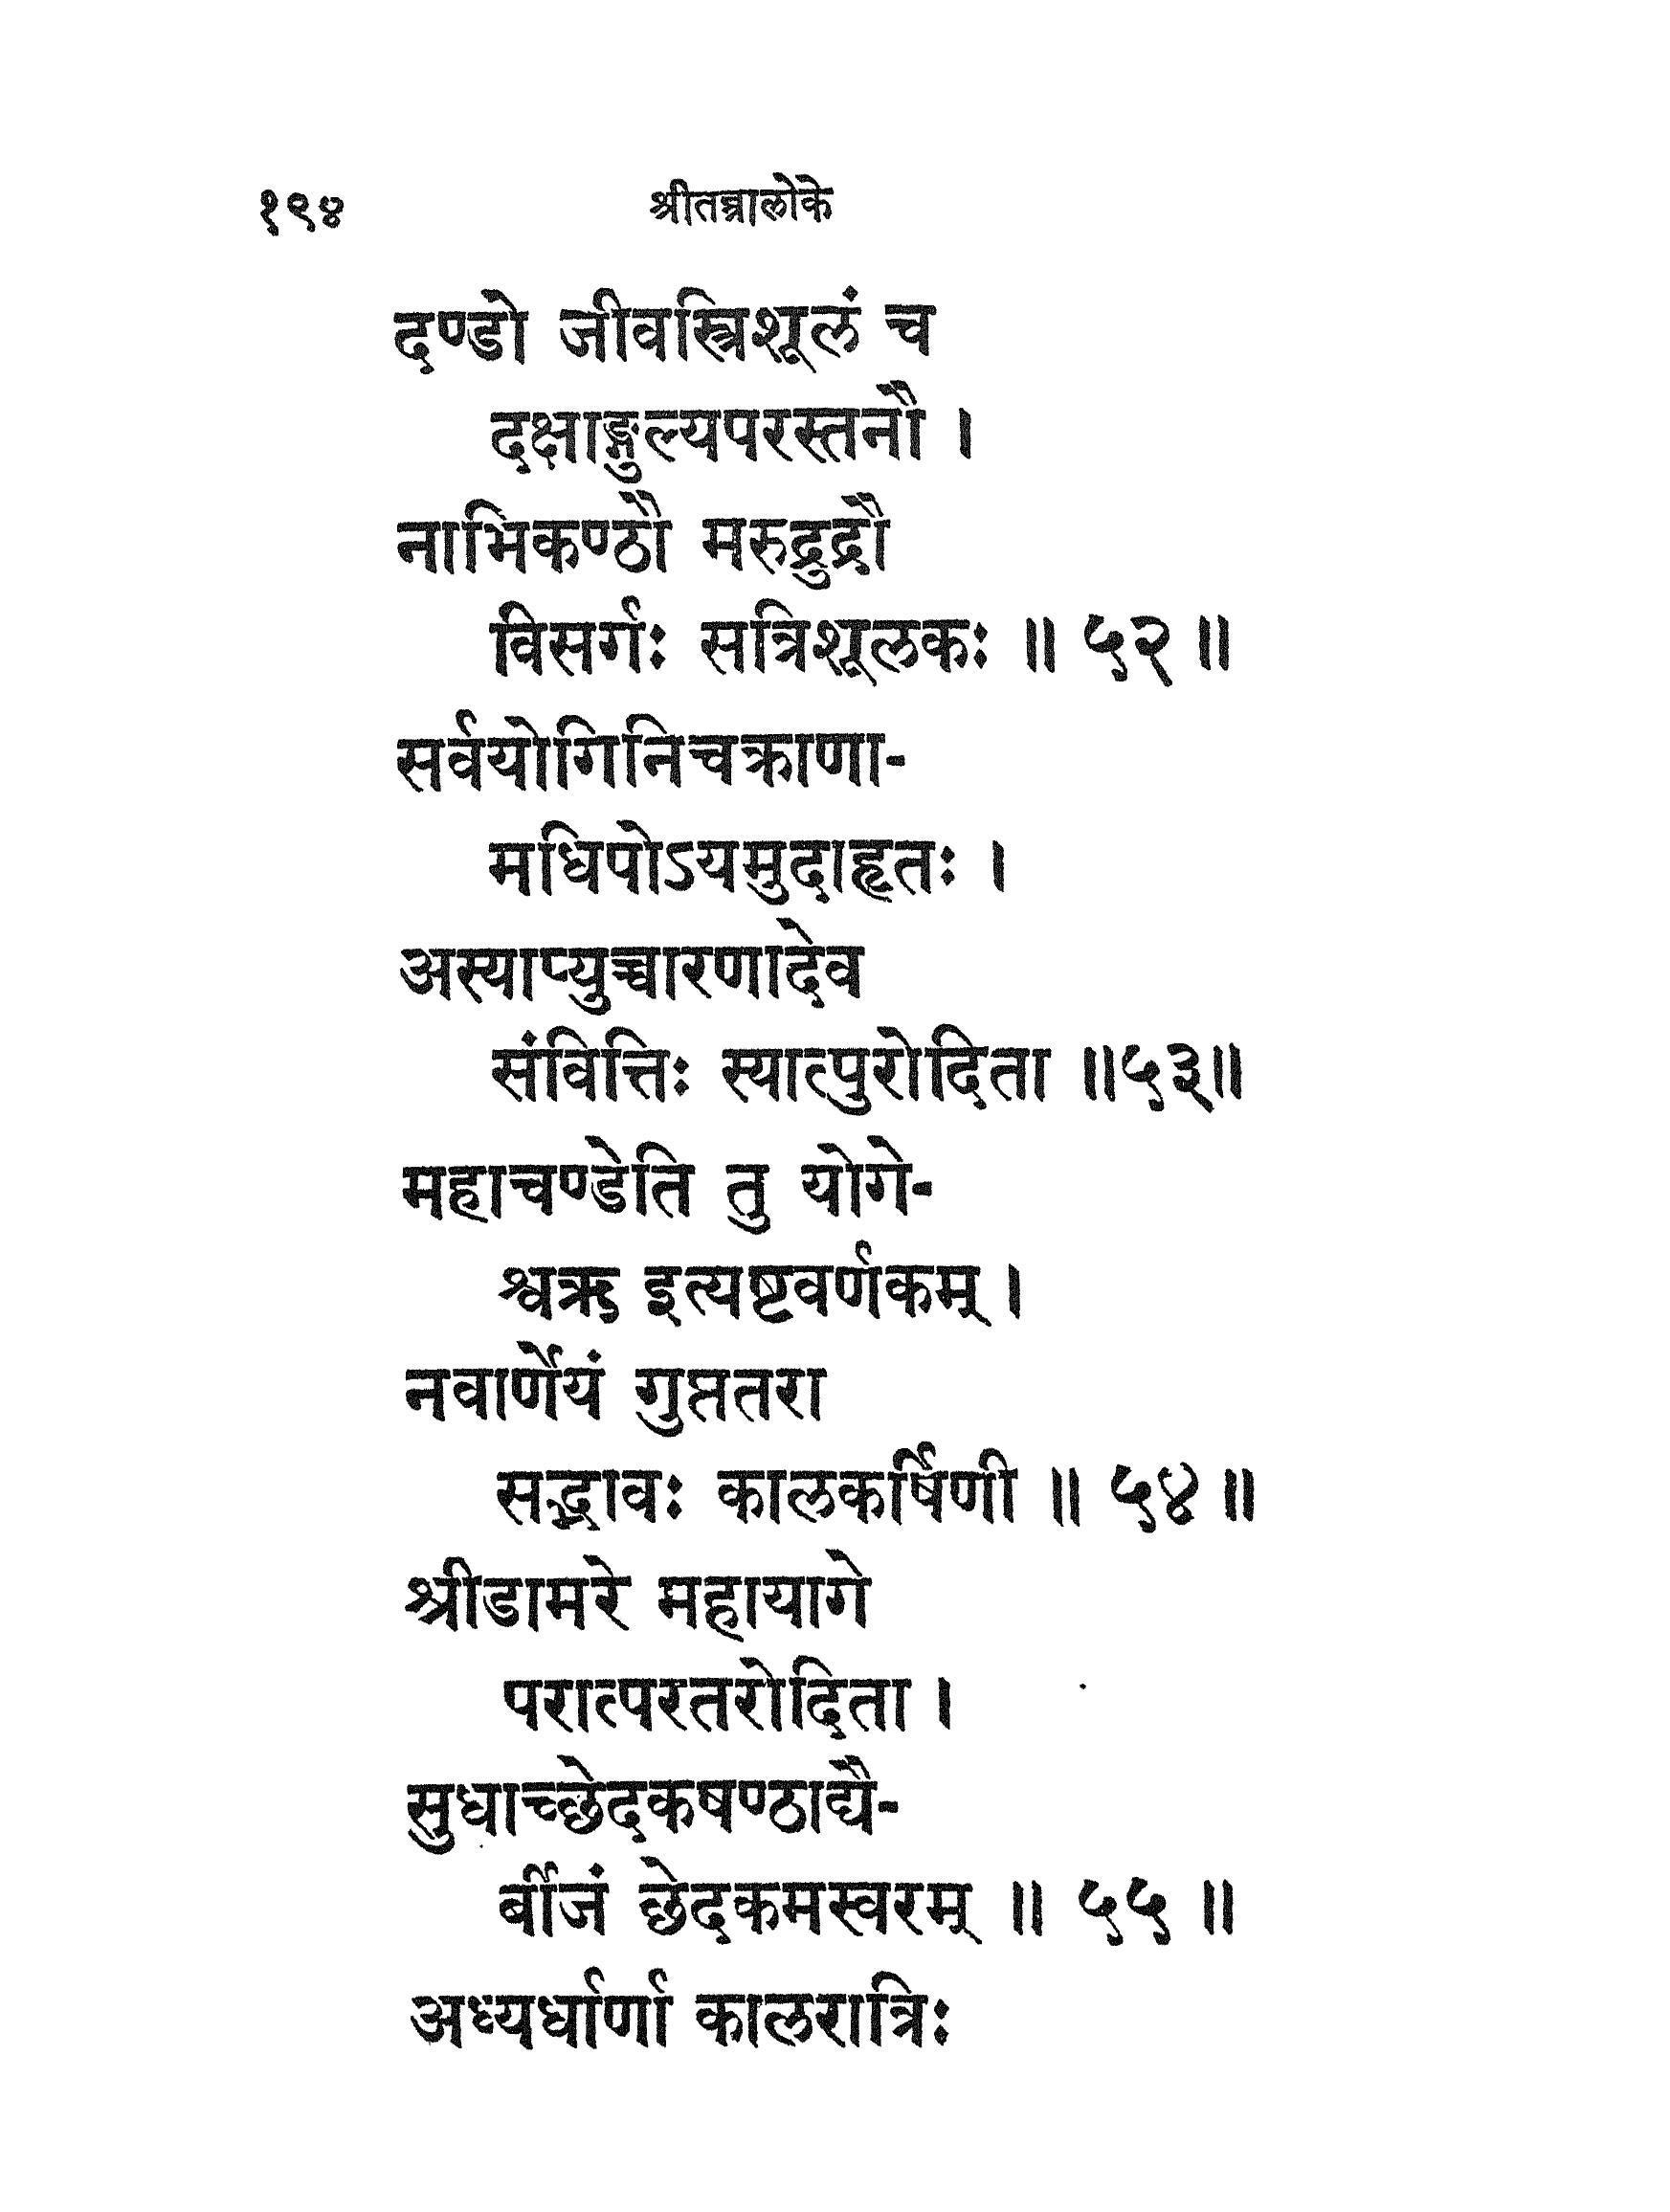 १९४ श्रीतन्त्रालोके
दण्डो जीवस्त्रिशूलं च
दक्षाङ्गुल्यपरस्तनौ ।
नाभिकण्ठौ मरुद्रुद्रौ
विसर्गः सत्रिशूलकः ॥ ५२ ॥
सर्वयोगिनिचक्राणा-
मधिपोऽयमुदाहृतः ।
अस्याप्युच्चारणादेव
संवित्तिः स्यात्पुरोदिता ॥५३॥
महाचण्डेति तु योगे-
श्वऋ इत्यष्टवर्णकम् ।
नवार्णेयं गुप्ततरा
सद्भावः कालकर्षिणी ॥ ५४ ॥
श्रीडामरे महायागे
परात्परतरोदिता ।
सुधाच्छेदकषण्ठाद्यै-
र्बीजं छेदकमस्वरम् ॥ ५५ ॥
अध्यर्धार्णा कालरात्रिः